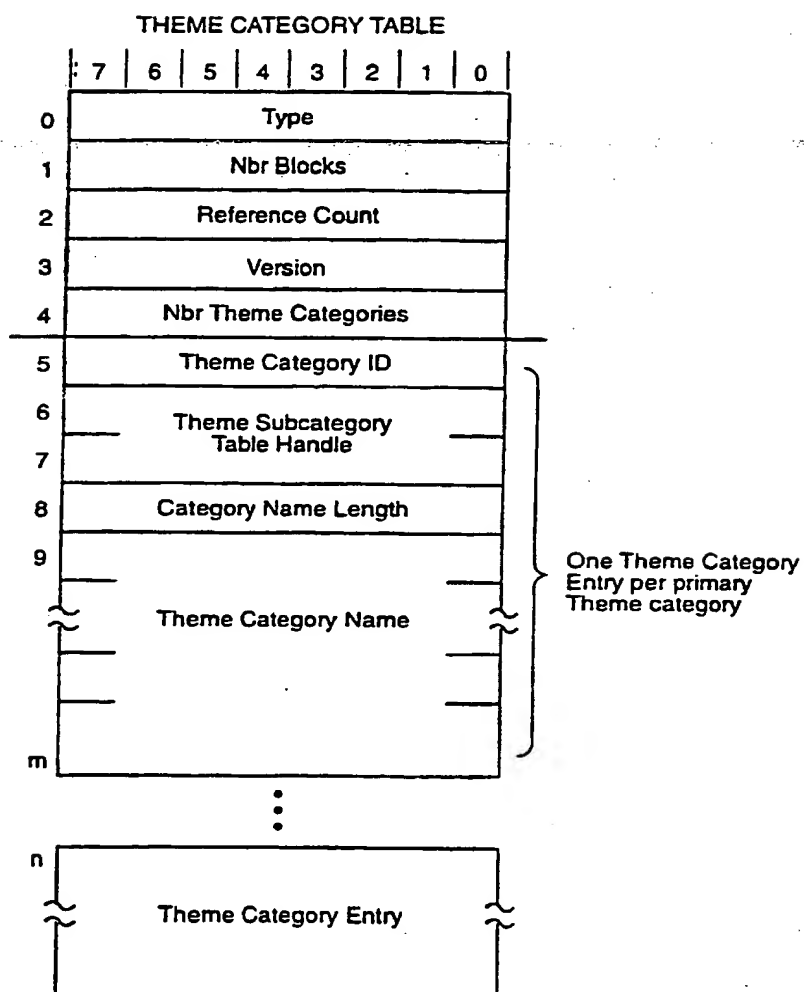 THEME CATEGORY TABLE
7 6 5 4 3 2 1 0
0 Type
1 Nbr Blocks
2 Reference Count
3 Version
4 Nbr Theme Categories
5 Theme Category ID
6
Theme Subcategory
Table Handle
7
8 Category Name Length
9
Theme Category Name
One Theme Category
Entry per primary
Theme category
m
n
Theme Category Entry